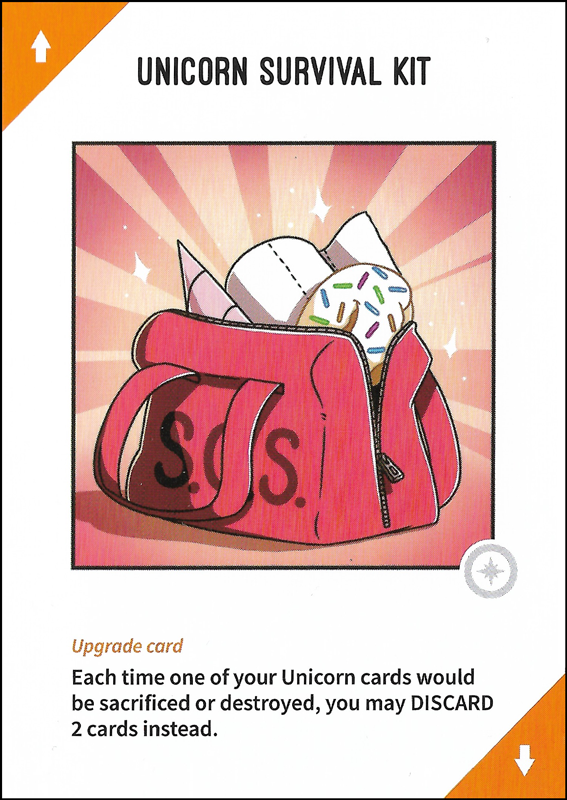 UNICORN SURVIVAL KIT
S.O.S.
Upgrade card
Each time one of your Unicorn cards would
be sacrificed or destroyed, you may DISCARD
2 cards instead.